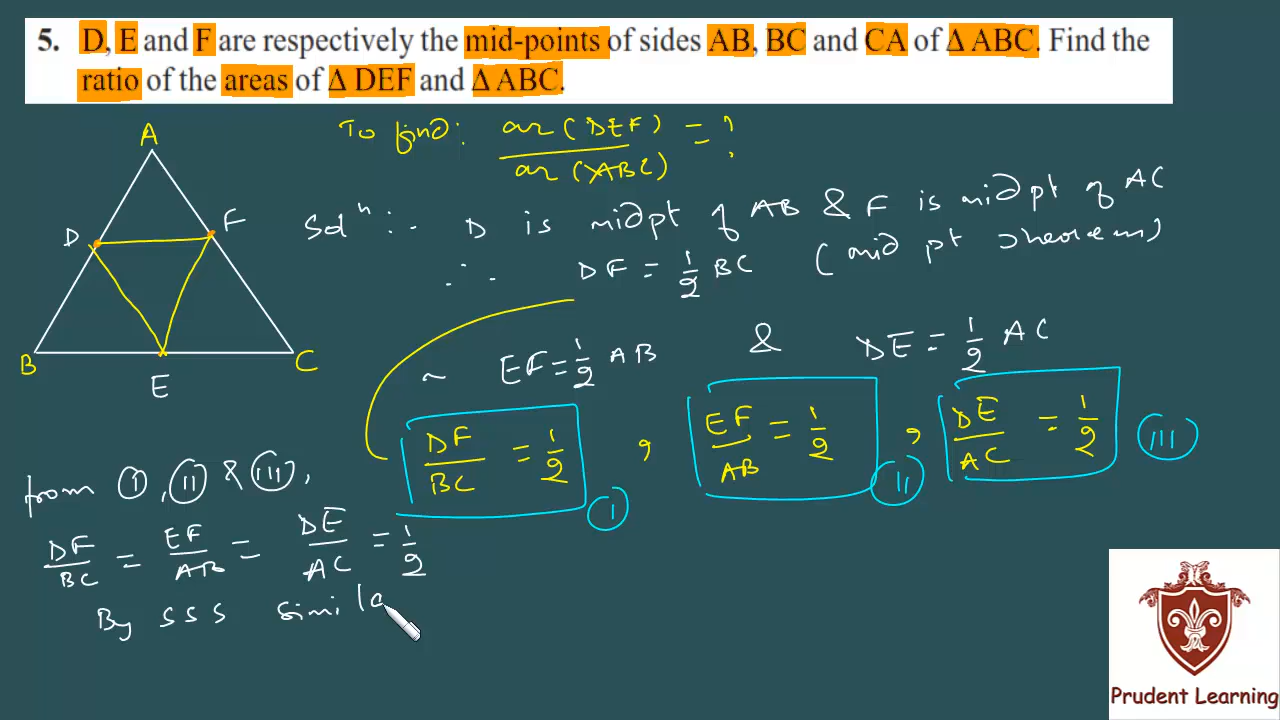 5. D, E and F are respectively the mid-points of sides AB, BC and CA of Δ ABC. Find the
ratio of the areas of Δ DEF and Δ ABC.
To find: ar (DEF) / ar (ABC) = ?
A
D
F
B
C
E
Solⁿ :- D is midpt of AB & F is midpt of AC
∴ DF = 1/2 BC (mid pt theorem)
~ EF = 1/2 AB & DE = 1/2 AC
DF/BC = 1/2 (I), EF/AB = 1/2 (II), DE/AC = 1/2 (III)
from (I), (II) & (III),
DF/BC = EF/AB = DE/AC = 1/2
By SSS simila
Prudent Learning